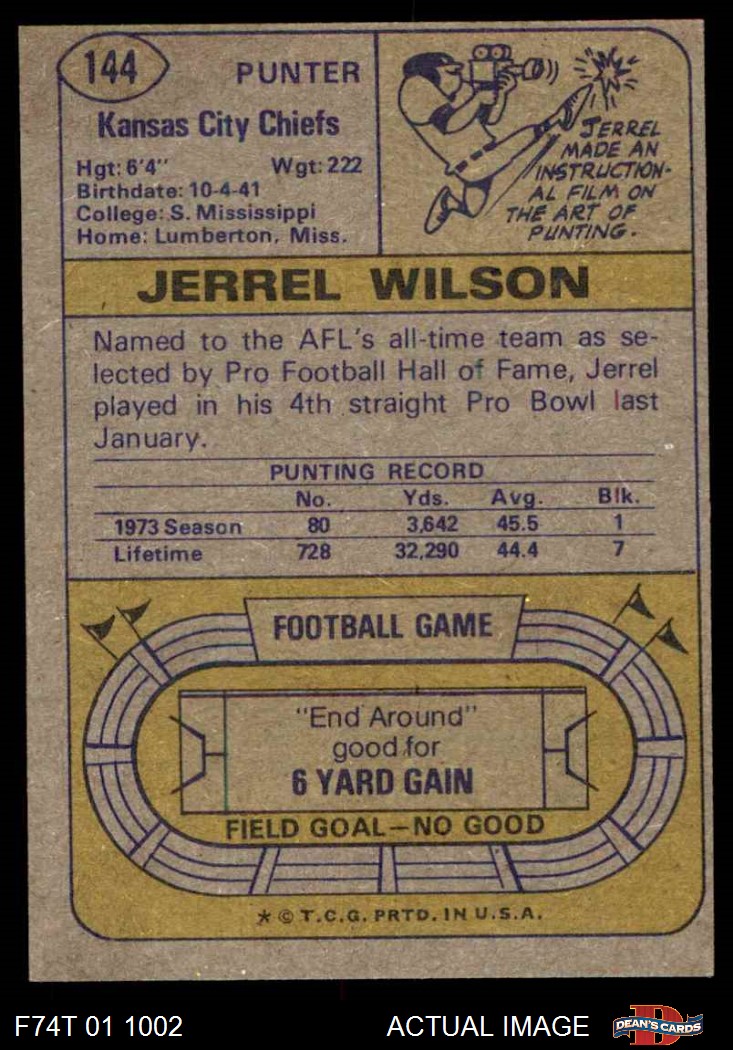 144
PUNTER
Kansas City Chiefs
Hgt: 6'4" Wgt: 222
Birthdate: 10-4-41
College: S. Mississippi
Home: Lumberton, Miss.
JERREL
MADE AN
INSTRUCTION-
AL FILM ON
THE ART OF
PUNTING.
JERREL WILSON
Named to the AFL's all-time team as se-
lected by Pro Football Hall of Fame, Jerrel
played in his 4th straight Pro Bowl last
January.
PUNTING RECORD
No. Yds. Avg. Blk.
1973 Season 80 3,642 45.5 1
Lifetime 728 32,290 44.4 7
FOOTBALL GAME
"End Around"
good for
6 YARD GAIN
FIELD GOAL—NO GOOD
* © T.C.G. PRTD. IN U.S.A.
F74T 01 1002 ACTUAL IMAGE
D
DEAN'S CARDS